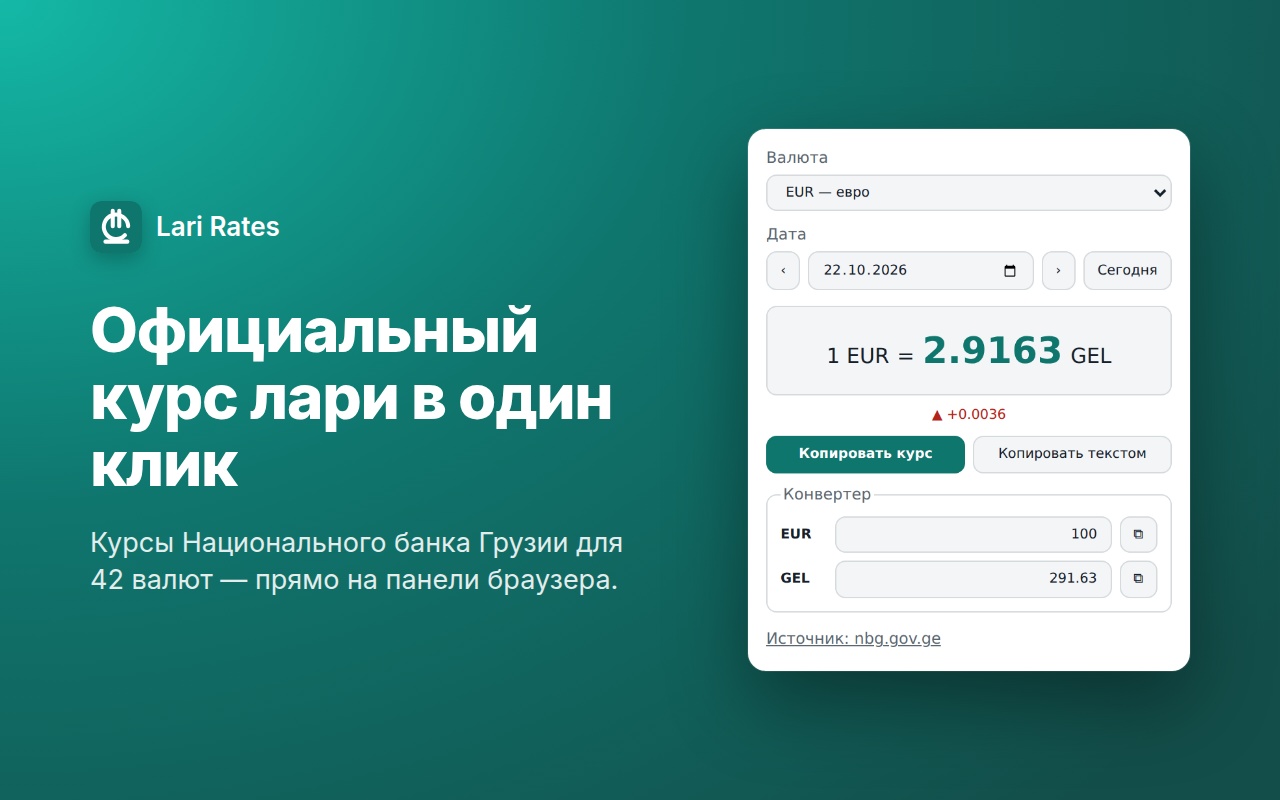 Lari Rates
Официальный
курс лари в один
клик
Курсы Национального банка Грузии для
42 валют — прямо на панели браузера.
Валюта
EUR — евро
Дата
‹ 22.10.2026 › Сегодня
1 EUR = 2.9163 GEL
▲ +0.0036
Копировать курс Копировать текстом
Конвертер
EUR 100
GEL 291.63
Источник: nbg.gov.ge